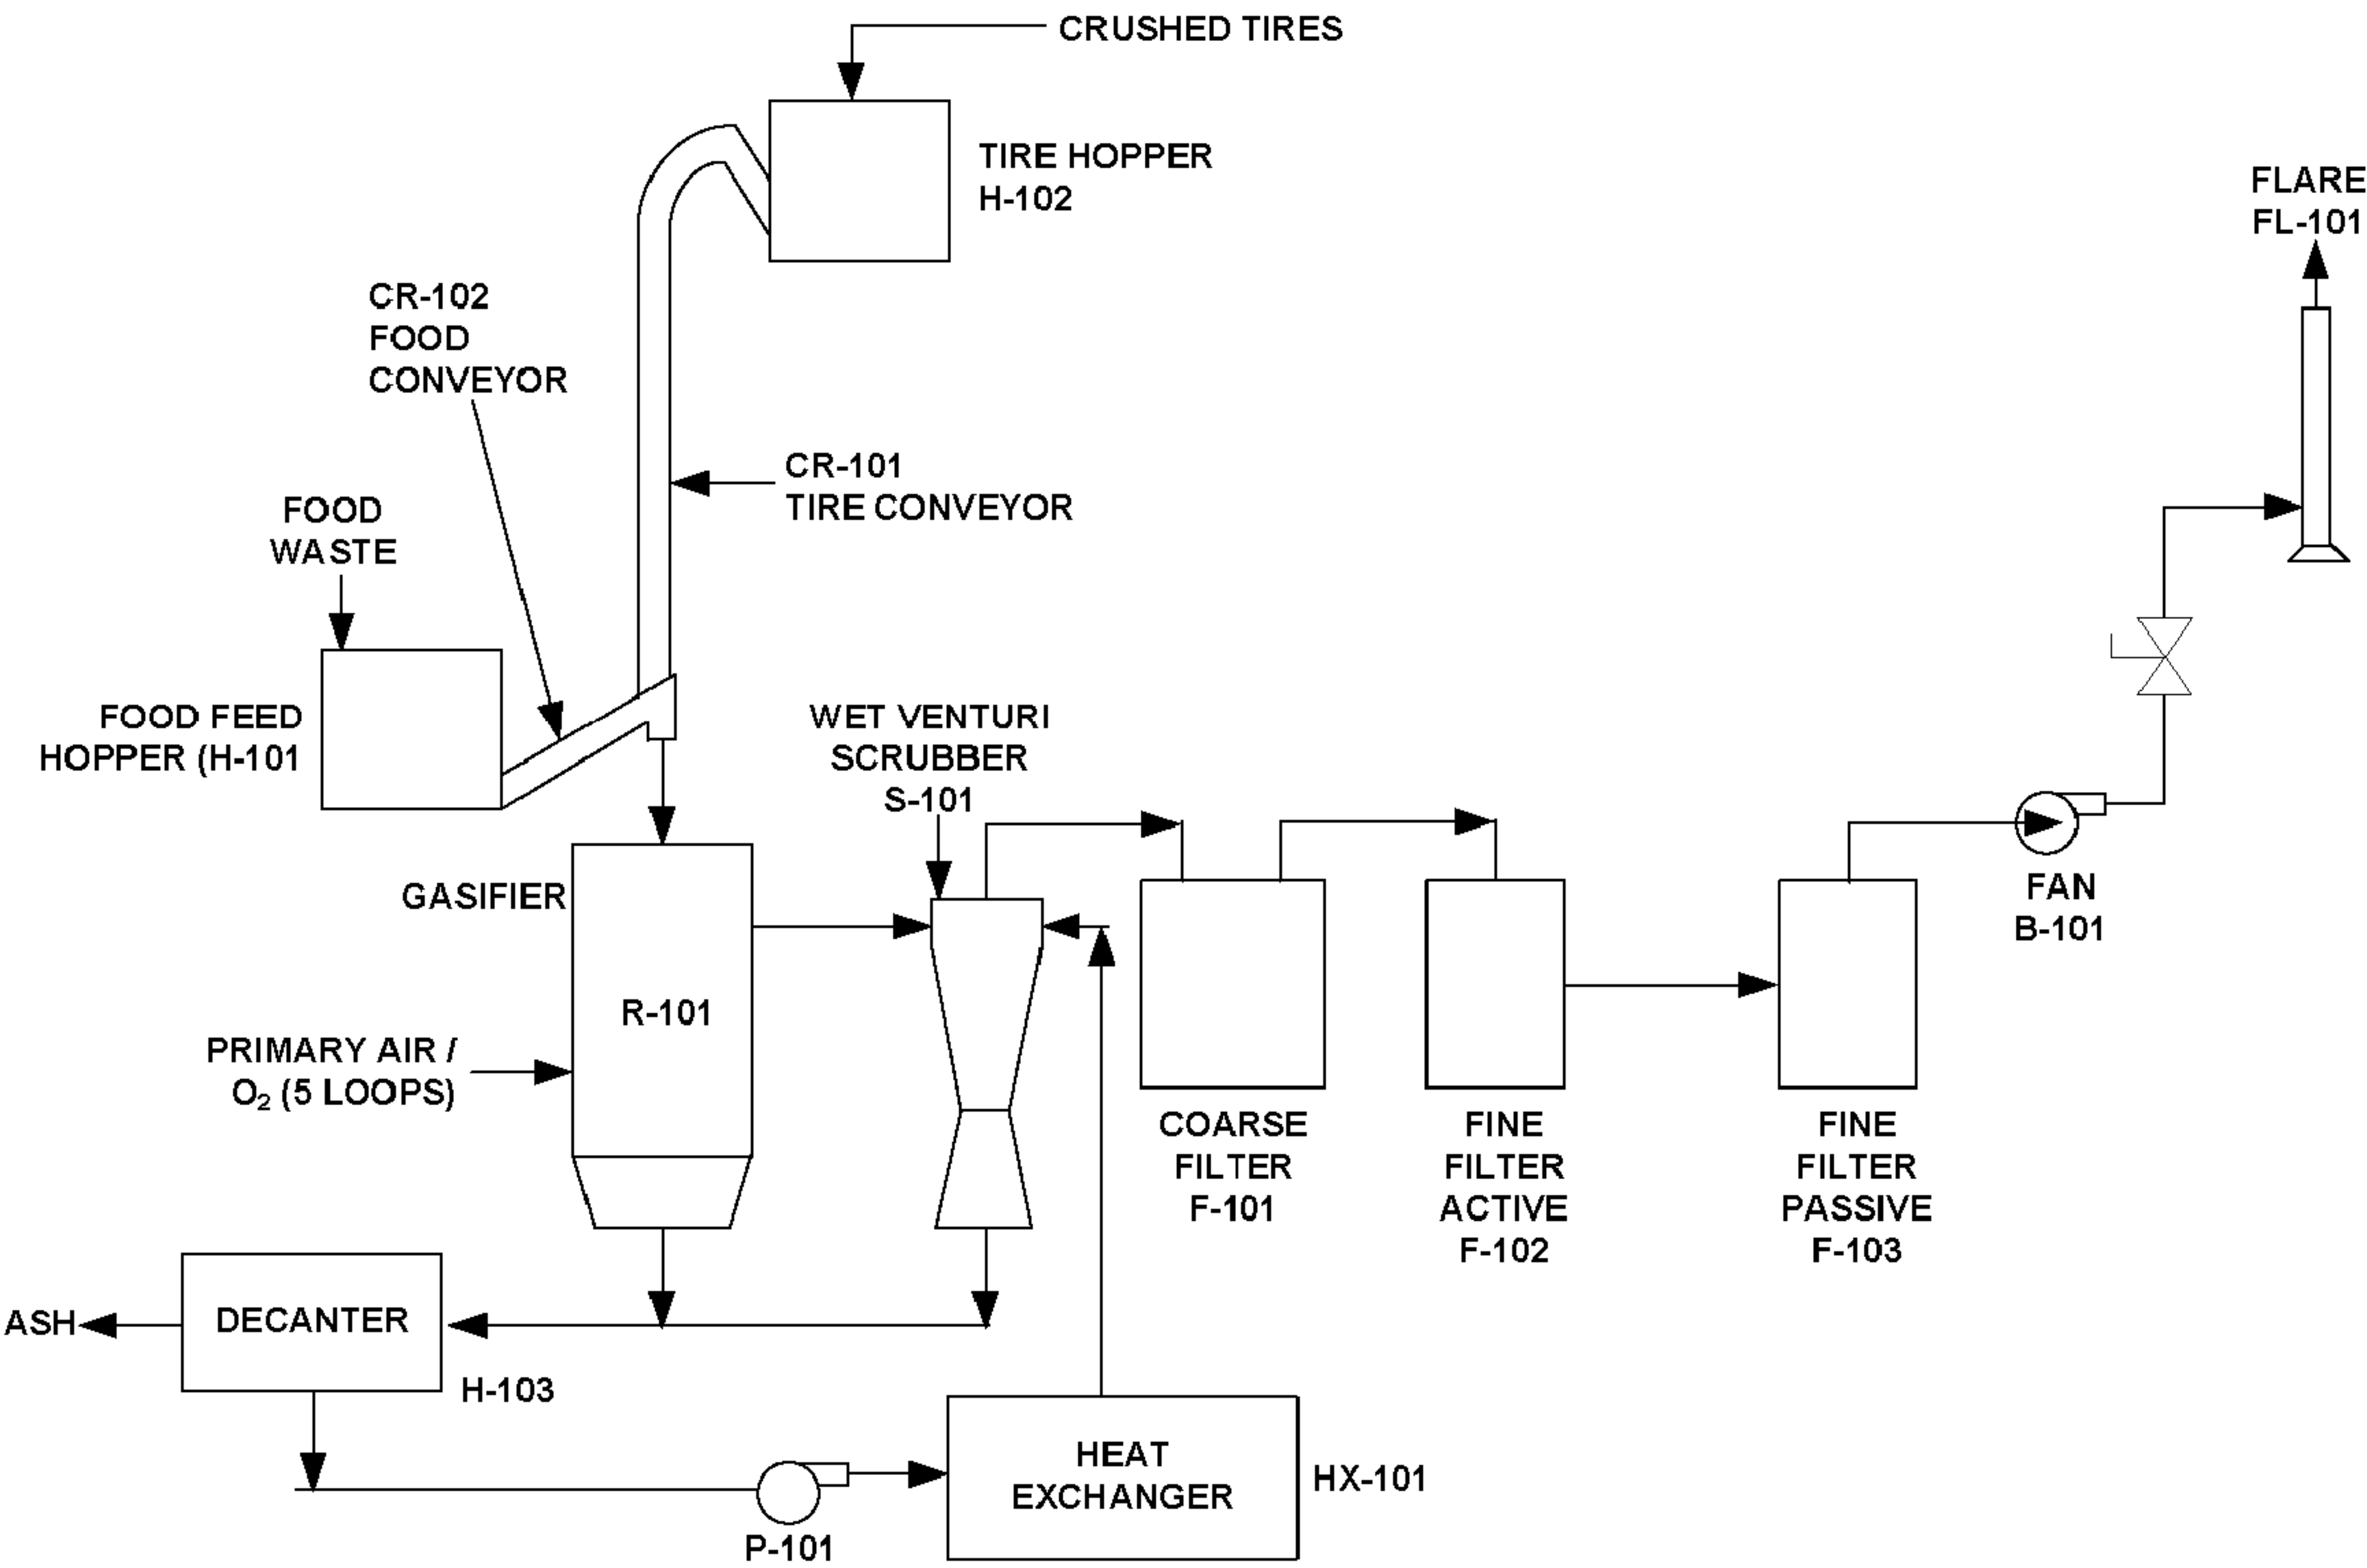 CRUSHED TIRES
TIRE HOPPER
H-102
FLARE
FL-101
CR-102
FOOD
CONVEYOR
CR-101
TIRE CONVEYOR
FOOD
WASTE
FOOD FEED
HOPPER (H-101
WET VENTURI
SCRUBBER
S-101
GASIFIER
R-101
PRIMARY AIR /
O₂ (5 LOOPS)
FAN
B-101
COARSE
FILTER
F-101
FINE
FILTER
ACTIVE
F-102
FINE
FILTER
PASSIVE
F-103
ASH
DECANTER
H-103
HEAT
EXCHANGER
HX-101
P-101